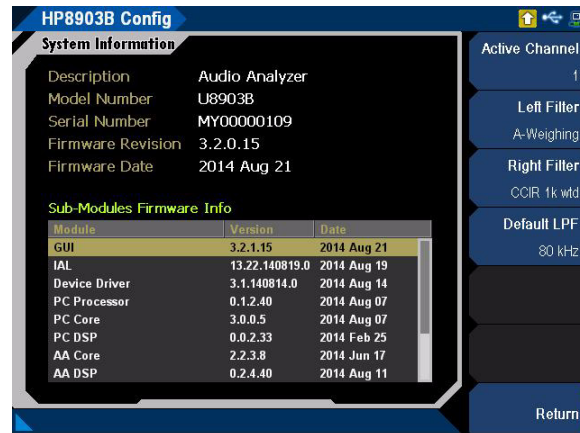 HP8903B Config
System Information
Description Audio Analyzer
Model Number U8903B
Serial Number MY00000109
Firmware Revision 3.2.0.15
Firmware Date 2014 Aug 21
Sub-Modules Firmware Info
Module Version Date
GUI 3.2.1.15 2014 Aug 21
IAL 13.22.140819.0 2014 Aug 19
Device Driver 3.1.140814.0 2014 Aug 14
PC Processor 0.1.2.40 2014 Aug 07
PC Core 3.0.0.5 2014 Aug 07
PC DSP 0.0.2.33 2014 Feb 25
AA Core 2.2.3.8 2014 Jun 17
AA DSP 0.2.4.40 2014 Aug 11
Active Channel
1
Left Filter
A-Weighing
Right Filter
CCIR 1k wtd
Default LPF
80 kHz
Return